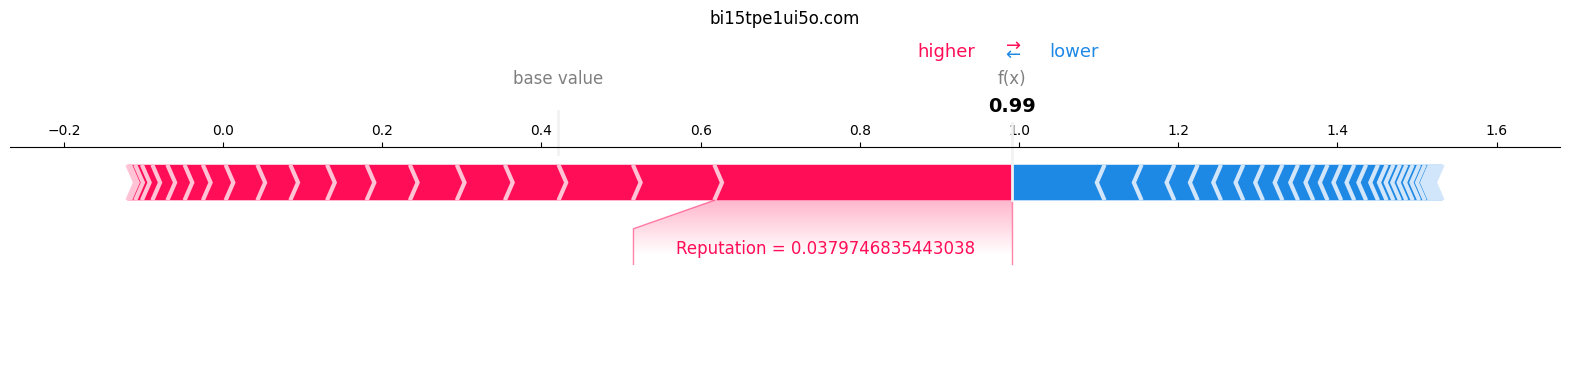 bi15tpe1ui5o.com
higher ⇄ lower
base value f(x)
0.99
−0.2 0.0 0.2 0.4 0.6 0.8 1.0 1.2 1.4 1.6
Reputation = 0.0379746835443038